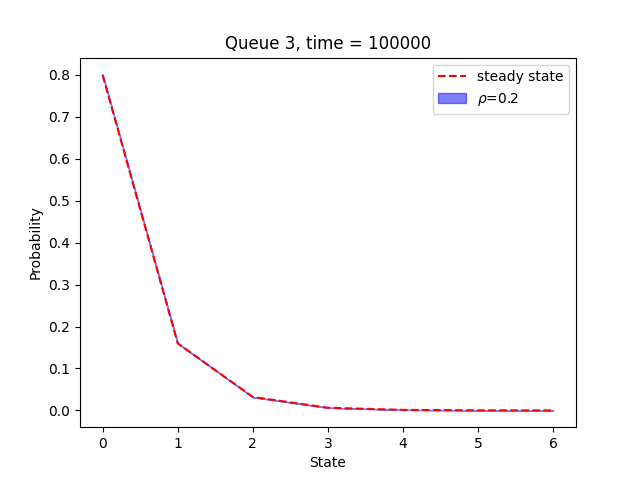 Queue 3, time = 100000
steady state
ρ=0.2
Probability
0.8
0.7
0.6
0.5
0.4
0.3
0.2
0.1
0.0
0 1 2 3 4 5 6
State